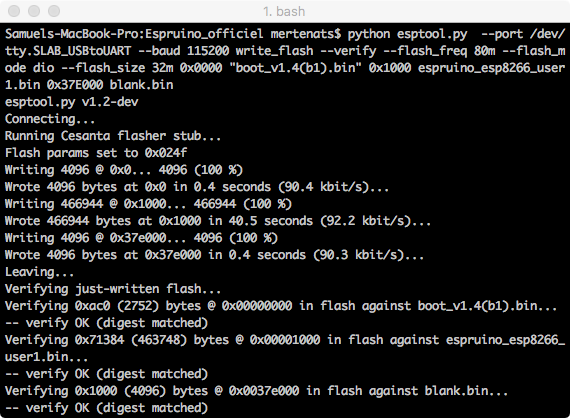 1. bash
Samuels-MacBook-Pro:Espruino_officiel mertenats$ python esptool.py  --port /dev/
tty.SLAB_USBtoUART --baud 115200 write_flash --verify --flash_freq 80m --flash_m
ode dio --flash_size 32m 0x0000 "boot_v1.4(b1).bin" 0x1000 espruino_esp8266_user
1.bin 0x37E000 blank.bin
esptool.py v1.2-dev
Connecting...
Running Cesanta flasher stub...
Flash params set to 0x024f
Writing 4096 @ 0x0... 4096 (100 %)
Wrote 4096 bytes at 0x0 in 0.4 seconds (90.4 kbit/s)...
Writing 466944 @ 0x1000... 466944 (100 %)
Wrote 466944 bytes at 0x1000 in 40.5 seconds (92.2 kbit/s)...
Writing 4096 @ 0x37e000... 4096 (100 %)
Wrote 4096 bytes at 0x37e000 in 0.4 seconds (90.3 kbit/s)...
Leaving...
Verifying just-written flash...
Verifying 0xac0 (2752) bytes @ 0x00000000 in flash against boot_v1.4(b1).bin...
-- verify OK (digest matched)
Verifying 0x71384 (463748) bytes @ 0x00001000 in flash against espruino_esp8266_
user1.bin...
-- verify OK (digest matched)
Verifying 0x1000 (4096) bytes @ 0x0037e000 in flash against blank.bin...
-- verify OK (digest matched)